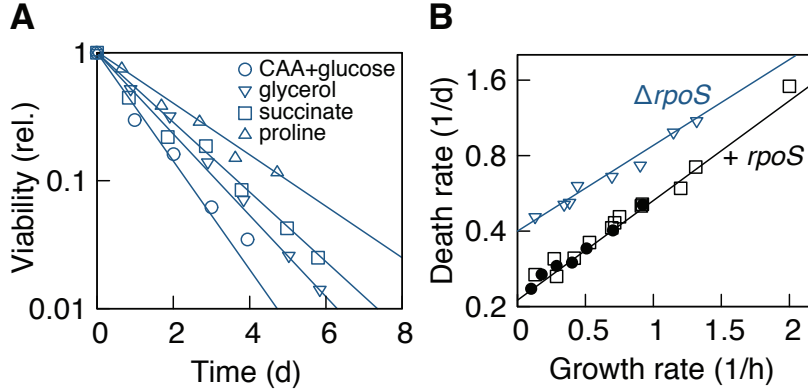 A
Viability (rel.)
1
0.1
0.01
CAA+glucose
glycerol
succinate
proline
0 2 4 6 8
Time (d)
B
Death rate (1/d)
1.6
0.8
0.4
0.2
ΔrpoS
+ rpoS
0 0.5 1 1.5 2
Growth rate (1/h)